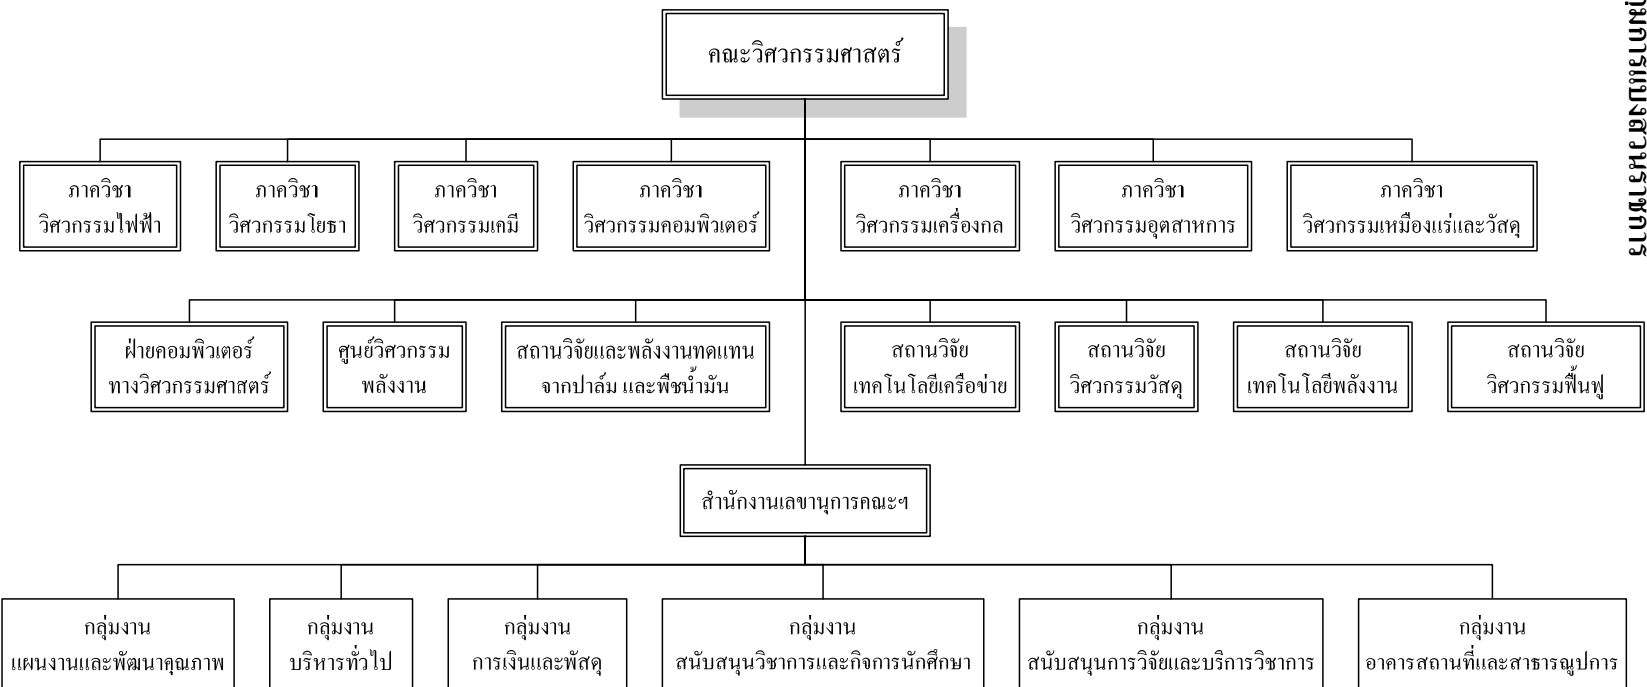 คณะวิศวกรรมศาสตร์
ภาควิชา
วิศวกรรมไฟฟ้า
ภาควิชา
วิศวกรรมโยธา
ภาควิชา
วิศวกรรมเคมี
ภาควิชา
วิศวกรรมคอมพิวเตอร์
ภาควิชา
วิศวกรรมเครื่องกล
ภาควิชา
วิศวกรรมอุตสาหการ
ภาควิชา
วิศวกรรมเหมืองแร่และวัสดุ
ฝ่ายคอมพิวเตอร์
ทางวิศวกรรมศาสตร์
ศูนย์วิศวกรรม
พลังงาน
สถานวิจัยและพลังงานทดแทน
จากปาล์ม และพืชน้ำมัน
สถานวิจัย
เทคโนโลยีเครือข่าย
สถานวิจัย
วิศวกรรมวัสดุ
สถานวิจัย
เทคโนโลยีพลังงาน
สถานวิจัย
วิศวกรรมฟื้นฟู
สำนักงานเลขานุการคณะฯ
กลุ่มงาน
แผนงานและพัฒนาคุณภาพ
กลุ่มงาน
บริหารทั่วไป
กลุ่มงาน
การเงินและพัสดุ
กลุ่มงาน
สนับสนุนวิชาการและกิจการนักศึกษา
กลุ่มงาน
สนับสนุนการวิจัยและบริการวิชาการ
กลุ่มงาน
อาคารสถานที่และสาธารณูปการ
การแบ่งส่วนราชการ